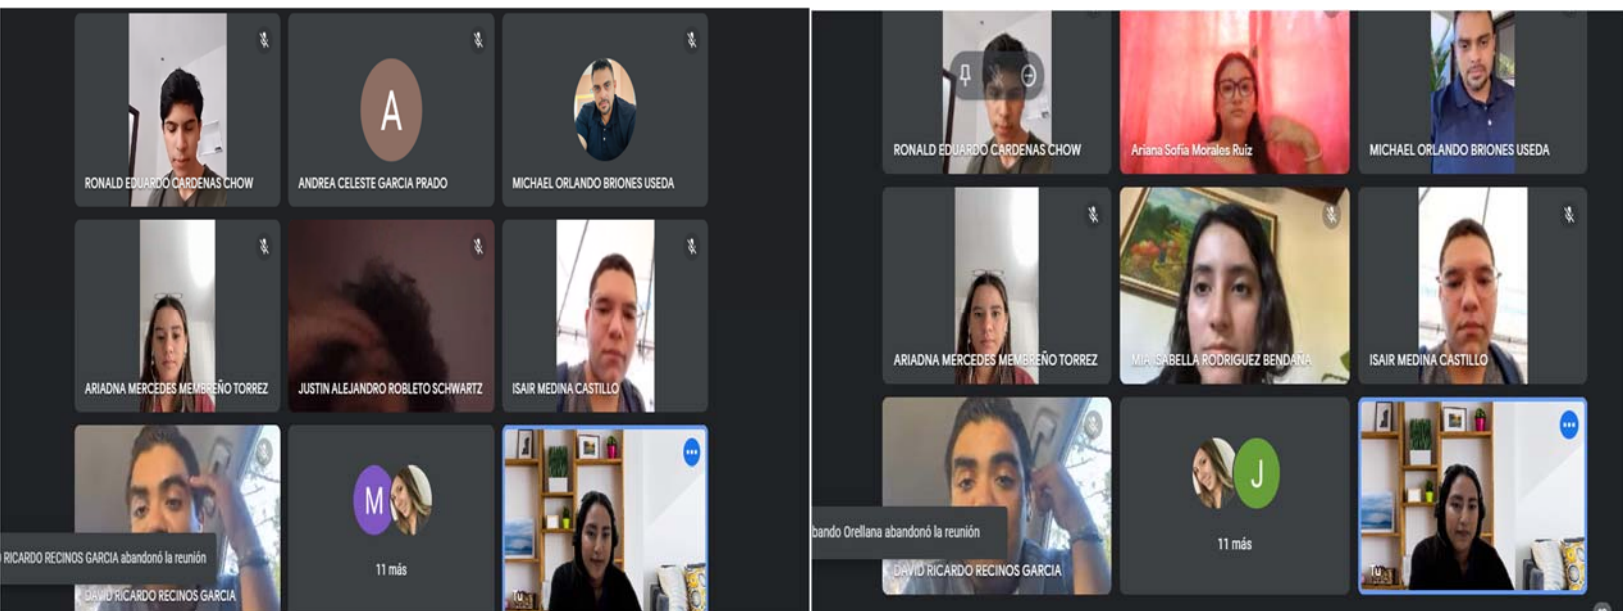 RONALD EDUARDO CARDENAS CHOW
A
ANDREA CELESTE GARCIA PRADO
MICHAEL ORLANDO BRIONES USEDA
ARIADNA MERCEDES MEMBREÑO TORREZ
JUSTIN ALEJANDRO ROBLETO SCHWARTZ
ISAIR MEDINA CASTILLO
RICARDO RECINOS GARCIA abandonó la reunión
DAVID RICARDO RECINOS GARCIA
M
11 más
Tú
RONALD EDUARDO CARDENAS CHOW
Ariana Sofía Morales Ruiz
MICHAEL ORLANDO BRIONES USEDA
ARIADNA MERCEDES MEMBREÑO TORREZ
MIA ISABELLA RODRIGUEZ BENDAÑA
ISAIR MEDINA CASTILLO
bando Orellana abandonó la reunión
DAVID RICARDO RECINOS GARCIA
J
11 más
Tú